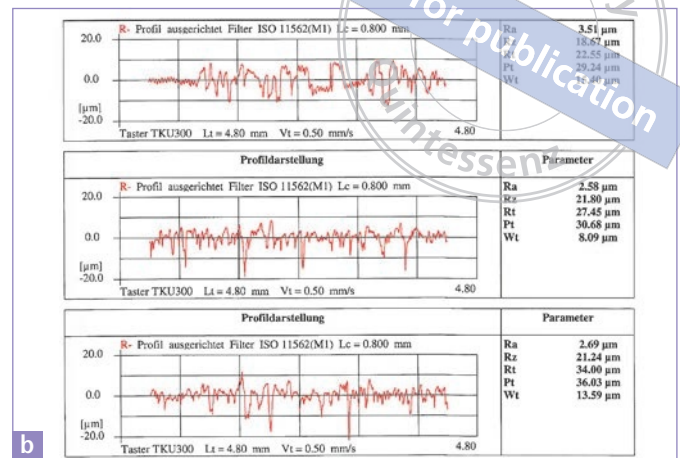 R- Profil ausgerichtet Filter ISO 11562(M1) Lc = 0.800 mm
20.0
0.0
[µm]
-20.0
Taster TKU300 Lt = 4.80 mm Vt = 0.50 mm/s 4.80
Ra 3.51 µm
Rz 18.67 µm
Rt 22.55 µm
Pt 29.24 µm
Wt µm
for publication
Quintessenz
Profildarstellung Parameter
R- Profil ausgerichtet Filter ISO 11562(M1) Lc = 0.800 mm
20.0
0.0
[µm]
-20.0
Taster TKU300 Lt = 4.80 mm Vt = 0.50 mm/s 4.80
Ra 2.58 µm
Rz 21.80 µm
Rt 27.45 µm
Pt 30.68 µm
Wt 8.09 µm
Profildarstellung Parameter
R- Profil ausgerichtet Filter ISO 11562(M1) Lc = 0.800 mm
20.0
0.0
[µm]
-20.0
Taster TKU300 Lt = 4.80 mm Vt = 0.50 mm/s 4.80
Ra 2.69 µm
Rz 21.24 µm
Rt 34.00 µm
Pt 36.03 µm
Wt 13.59 µm
b